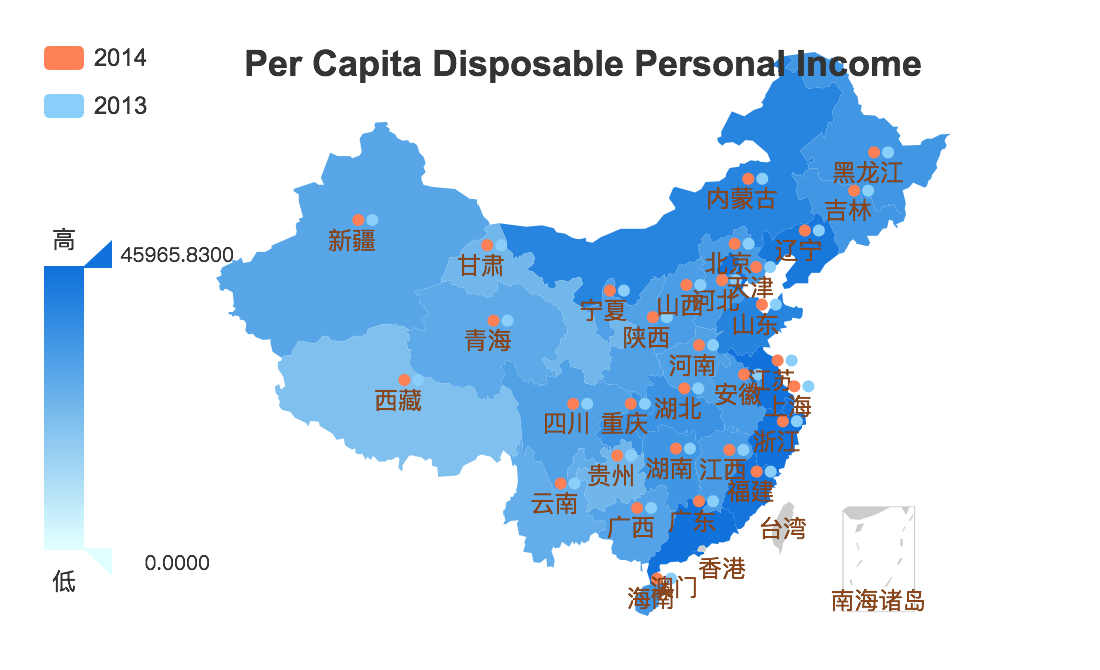 2014
Per Capita Disposable Personal Income
2013
高
45965.8300
0.0000
低
黑龙江
内蒙古
吉林
新疆
辽宁
甘肃
北京
天津
宁夏
山西
河北
陕西
山东
青海
河南
西藏
安徽
江苏
上海
四川
重庆
湖北
浙江
贵州
湖南
江西
福建
云南
广西
广东
台湾
香港
澳门
海南
南海诸岛